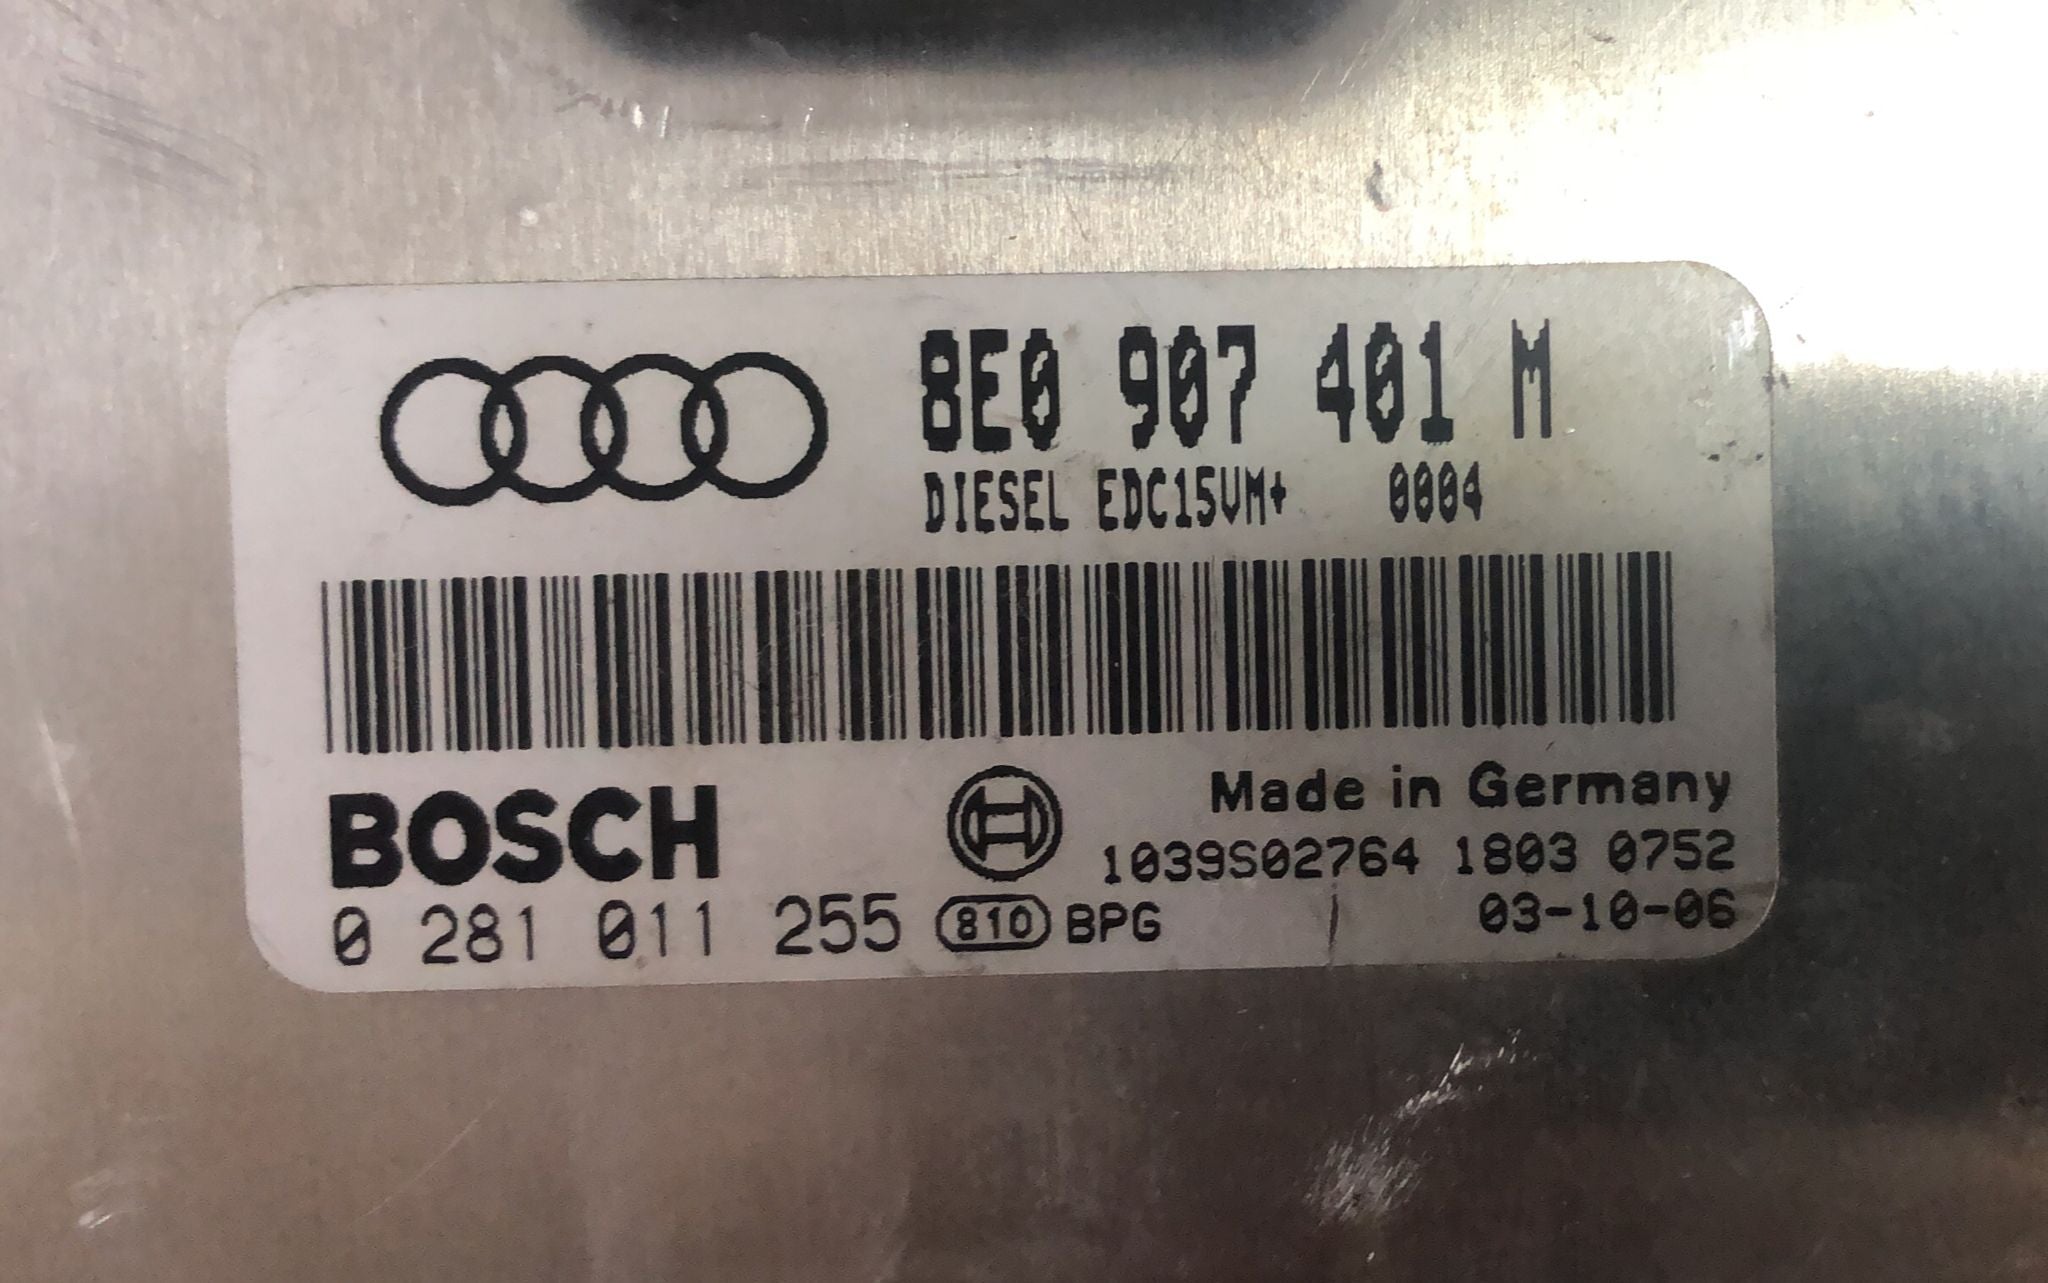 8E0 907 401 M
DIESEL EDC15VM+ 0004
BOSCH
Made in Germany
1039S02764 1803 0752
0 281 011 255 810 BPG 03-10-06